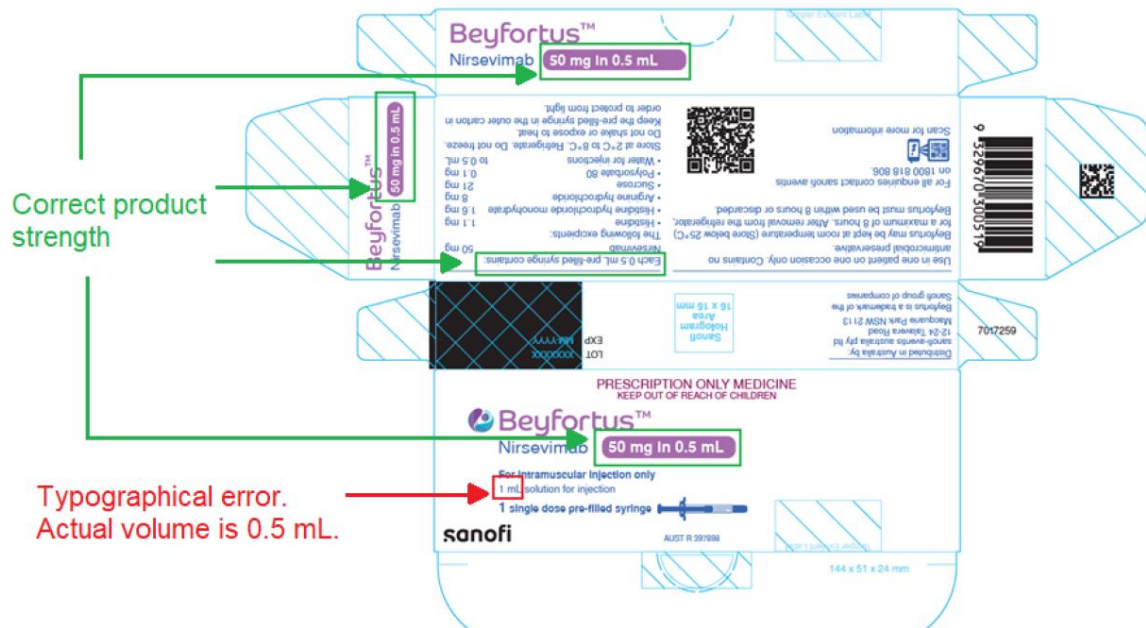 Tamper Evident Label
Beyfortus™
Nirsevimab 50 mg in 0.5 mL
Beyfortus™
Nirsevimab 50 mg in 0.5 mL
Correct product
strength
Each 0.5 mL pre-filled syringe contains:
Nirsevimab 50 mg
The following excipients:
• Histidine 1.1 mg
• Histidine hydrochloride monohydrate 1.6 mg
• Arginine hydrochloride 8 mg
• Sucrose 21 mg
• Polysorbate 80 0.1 mg
• Water for injections to 0.5 mL
Store at 2°C to 8°C. Refrigerate. Do not freeze.
Do not shake or expose to heat.
Keep the pre-filled syringe in the outer carton in
order to protect from light.
Use in one patient on one occasion only. Contains no
antimicrobial preservative.
Beyfortus may be kept at room temperature (Store below 25°C)
for a maximum of 8 hours. After removal from the refrigerator,
Beyfortus must be used within 8 hours or discarded.
For all enquiries contact sanofi aventis
on 1800 818 806.
Scan for more information
9 329670 300519
LOT XXXXXXX
EXP MM-YYYY
Sanofi
Hologram
Area
16 x 16 mm
Distributed in Australia by:
sanofi-aventis australia pty ltd
12-24 Talavera Road
Macquarie Park NSW 2113
Beyfortus is a trademark of the
Sanofi group of companies
7017259
PRESCRIPTION ONLY MEDICINE
KEEP OUT OF REACH OF CHILDREN
Beyfortus™
Nirsevimab 50 mg in 0.5 mL
For intramuscular injection only
1 mL solution for injection
1 single dose pre-filled syringe
Typographical error.
Actual volume is 0.5 mL.
sanofi
AUST R 397898
Tamper Evident Label
144 x 51 x 24 mm